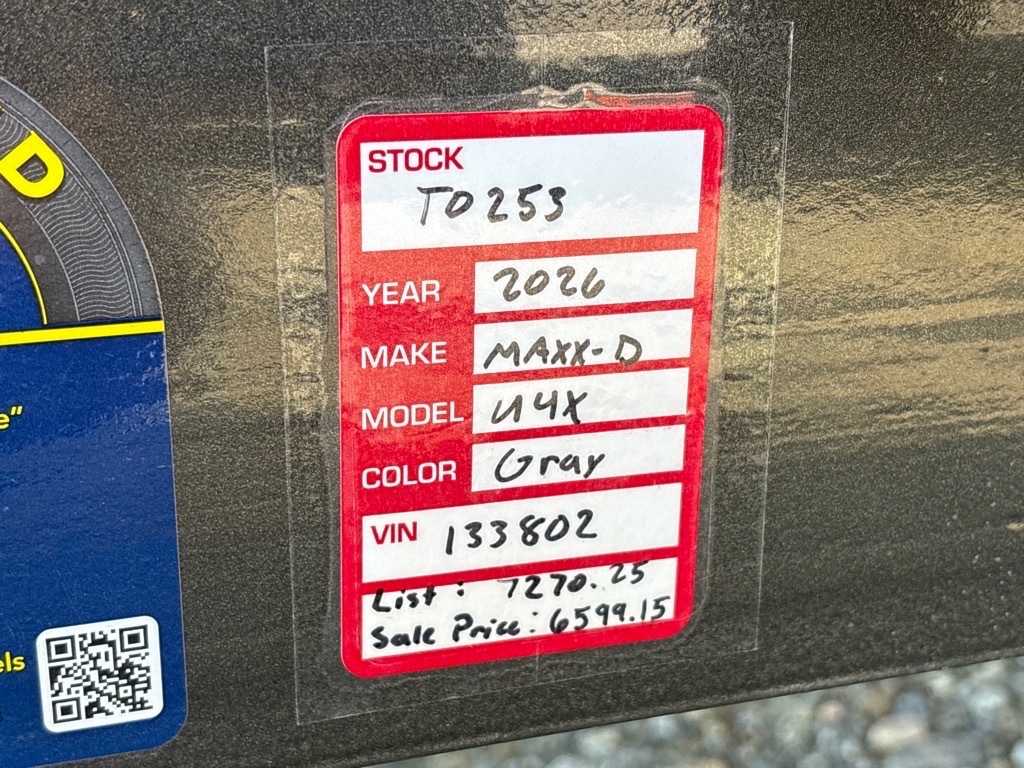 D
e"
els
STOCK
T0253
YEAR 2026
MAKE MAXX-D
MODEL U4X
COLOR Gray
VIN 133802
List: 7270.25
Sale Price: 6599.15